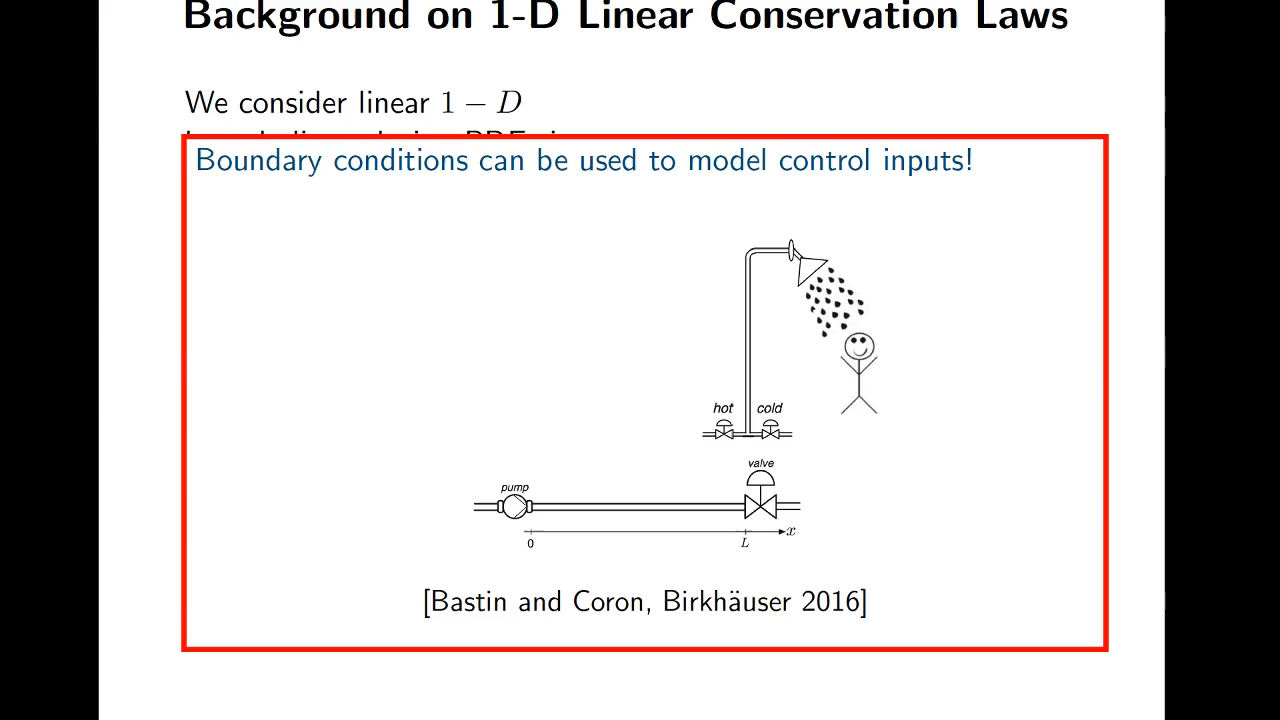 Background on 1-D Linear Conservation Laws
We consider linear 1 − D
Boundary conditions can be used to model control inputs!
hot cold
valve
pump
x
0 L
[Bastin and Coron, Birkhäuser 2016]